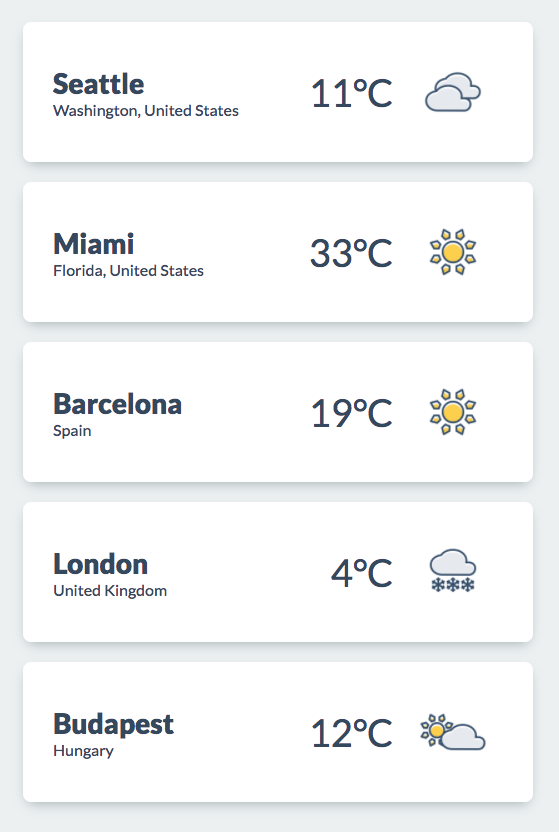 Seattle
Washington, United States
11°C
Miami
Florida, United States
33°C
Barcelona
Spain
19°C
London
United Kingdom
4°C
Budapest
Hungary
12°C